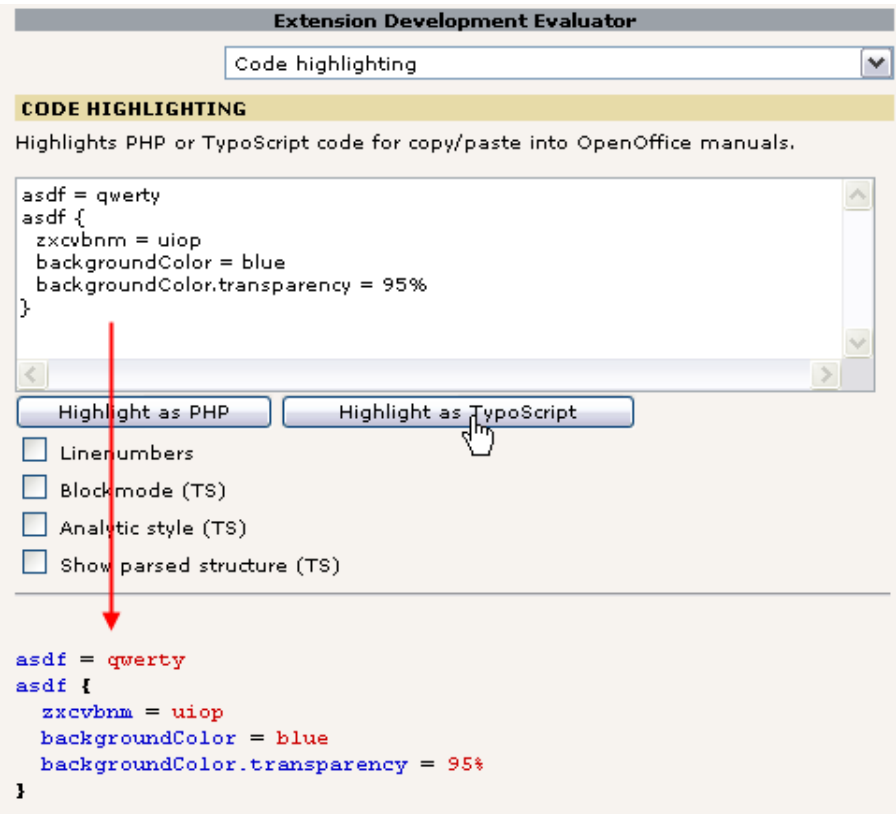 Extension Development Evaluator
Code highlighting
CODE HIGHLIGHTING
Highlights PHP or TypoScript code for copy/paste into OpenOffice manuals.
asdf = qwerty
asdf {
  zxcvbnm = uiop
  backgroundColor = blue
  backgroundColor.transparency = 95%
}
Highlight as PHP Highlight as TypoScript
Linenumbers
Blockmode (TS)
Analytic style (TS)
Show parsed structure (TS)
asdf = qwerty
asdf {
  zxcvbnm = uiop
  backgroundColor = blue
  backgroundColor.transparency = 95%
}